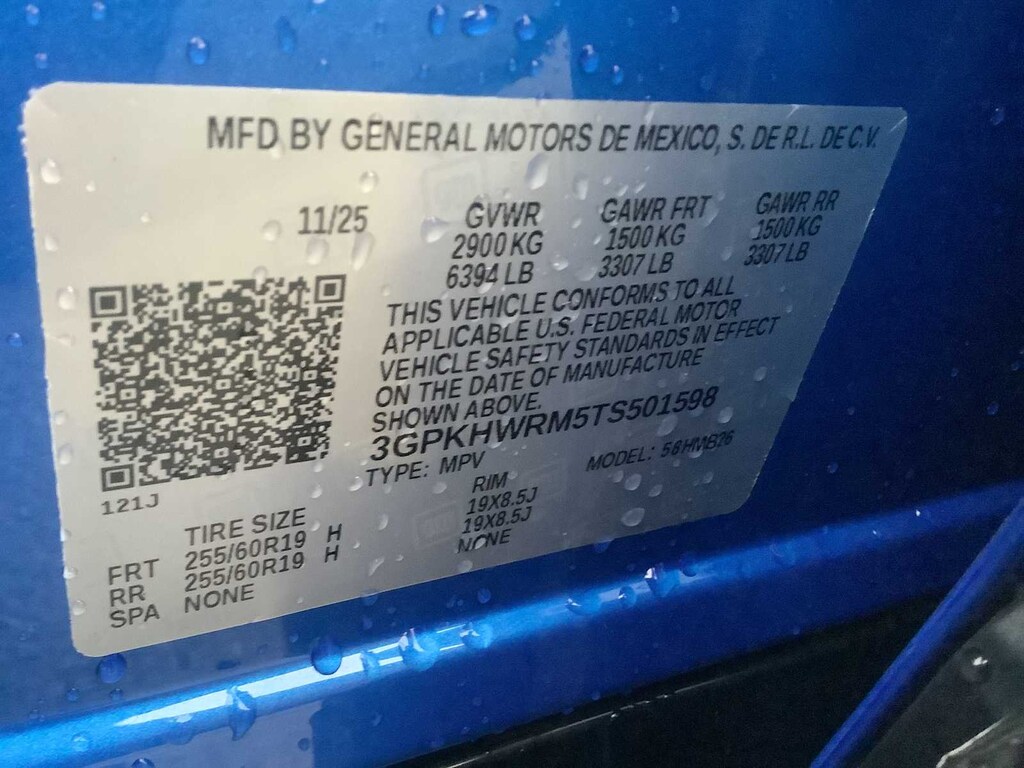 MFD BY GENERAL MOTORS DE MEXICO, S. DE R.L. DE C.V.
11/25
GVWR GAWR FRT GAWR RR
2900 KG 1500 KG 1500 KG
6394 LB 3307 LB 3307 LB
THIS VEHICLE CONFORMS TO ALL
APPLICABLE U.S. FEDERAL MOTOR
VEHICLE SAFETY STANDARDS IN EFFECT
ON THE DATE OF MANUFACTURE
SHOWN ABOVE.
3GPKHWRM5TS501598
TYPE: MPV MODEL: 56HMB26
121J
TIRE SIZE RIM
FRT 255/60R19 H 19X8.5J
RR 255/60R19 H 19X8.5J
SPA NONE NONE